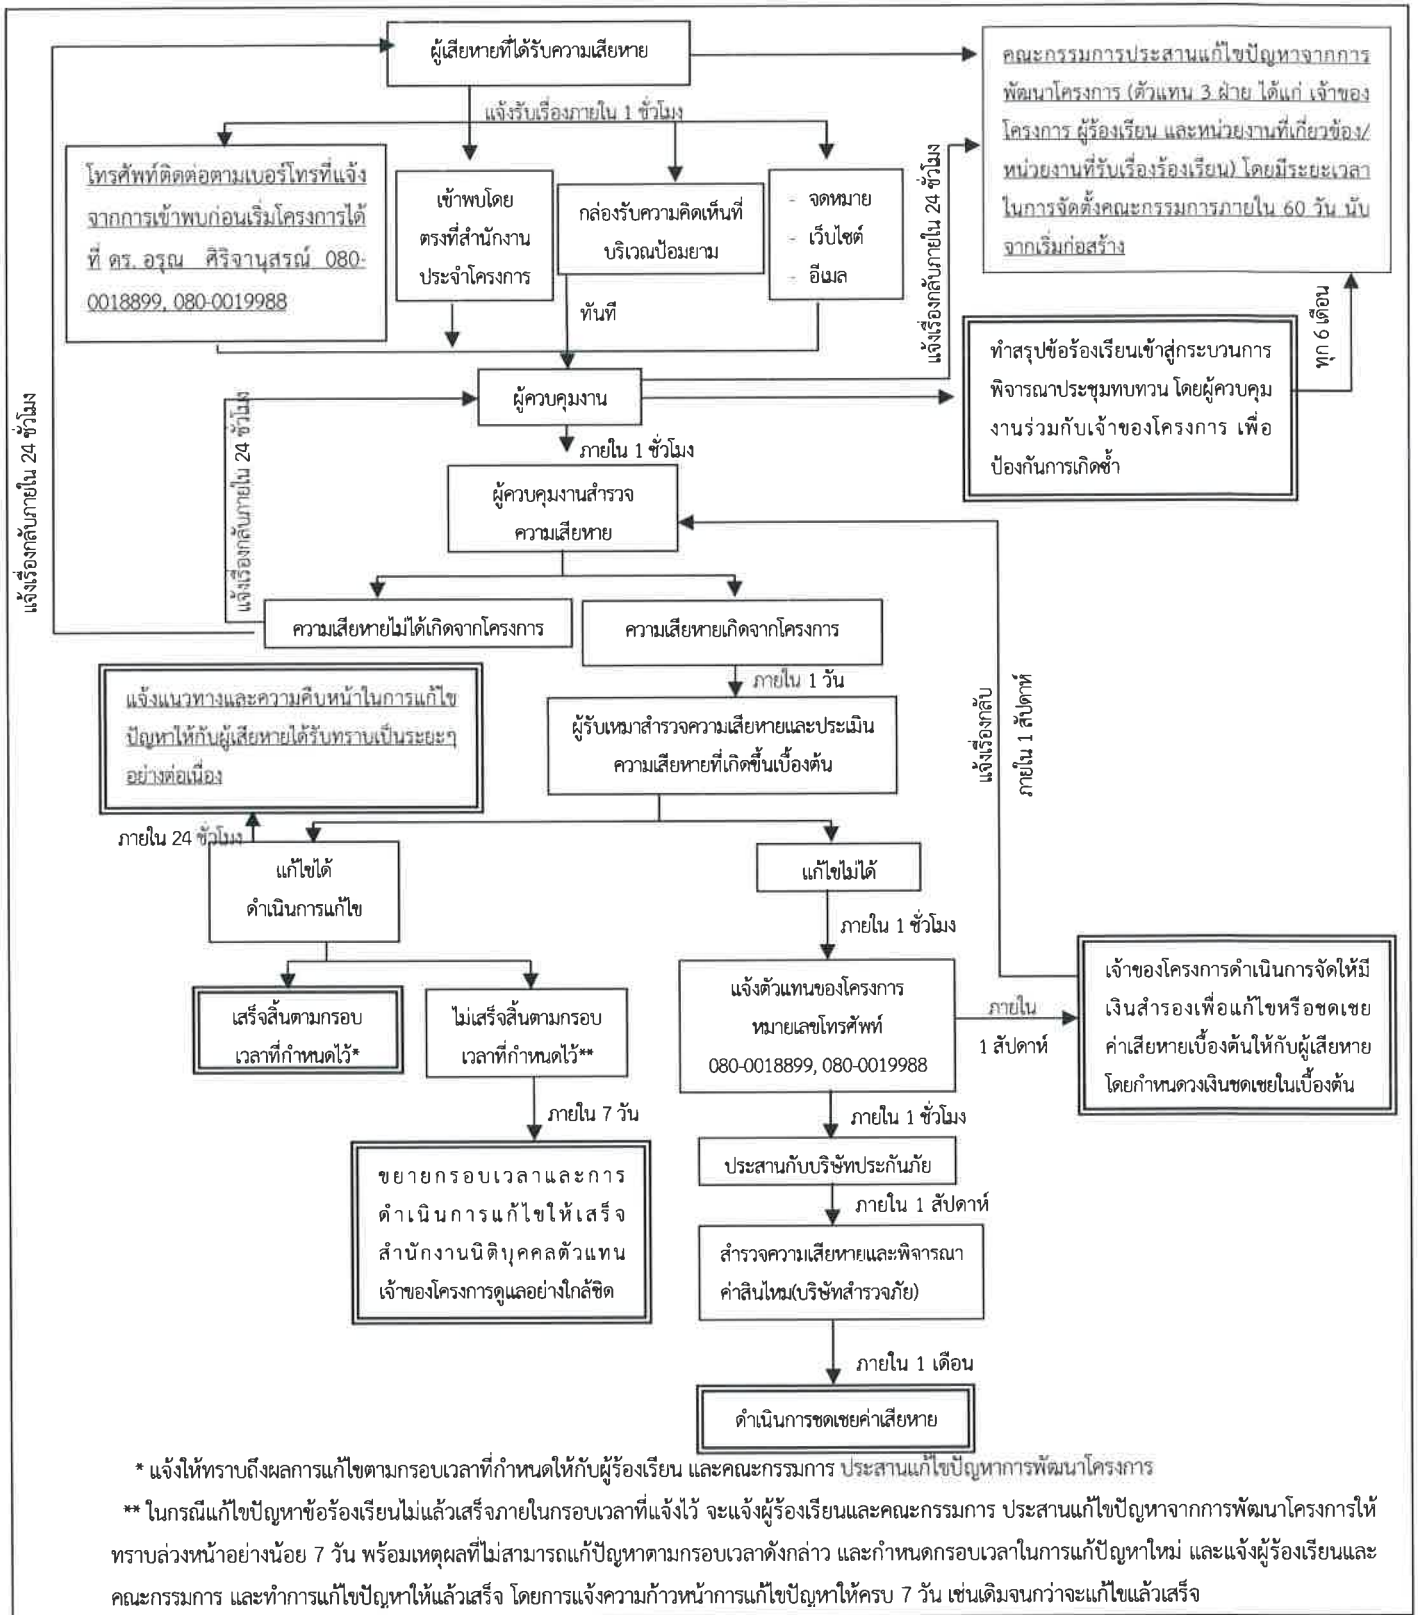 ผู้เสียหายที่ได้รับความเสียหาย
คณะกรรมการประสานแก้ไขปัญหาจากการ
พัฒนาโครงการ (ตัวแทน 3 ฝ่าย ได้แก่ เจ้าของ
โครงการ ผู้ร้องเรียน และหน่วยงานที่เกี่ยวข้อง/
หน่วยงานที่รับเรื่องร้องเรียน) โดยมีระยะเวลา
ในการจัดตั้งคณะกรรมการภายใน 60 วัน นับ
จากเริ่มก่อสร้าง
แจ้งรับเรื่องภายใน 1 ชั่วโมง
โทรศัพท์ติดต่อตามเบอร์โทรที่แจ้ง
จากการเข้าพบก่อนเริ่มโครงการได้
ที่ ดร. อรุณ ศิริจานุสรณ์ 080-
0018899, 080-0019988
เข้าพบโดย
ตรงที่สำนักงาน
ประจำโครงการ
กล่องรับความคิดเห็นที่
บริเวณป้อมยาม
- จดหมาย
- เว็บไซต์
- อีเมล
แจ้งเรื่องกลับภายใน 24 ชั่วโมง
ทันที
ทุก 6 เดือน
ทำสรุปข้อร้องเรียนเข้าสู่กระบวนการ
พิจารณาประชุมทบทวน โดยผู้ควบคุม
งานร่วมกับเจ้าของโครงการ เพื่อ
ป้องกันการเกิดซ้ำ
ผู้ควบคุมงาน
ภายใน 1 ชั่วโมง
แจ้งเรื่องกลับภายใน 24 ชั่วโมง
แจ้งเรื่องกลับภายใน 24 ชั่วโมง
ผู้ควบคุมงานสำรวจ
ความเสียหาย
ความเสียหายไม่ได้เกิดจากโครงการ
ความเสียหายเกิดจากโครงการ
ภายใน 1 วัน
แจ้งแนวทางและความคืบหน้าในการแก้ไข
ปัญหาให้กับผู้เสียหายได้รับทราบเป็นระยะๆ
อย่างต่อเนื่อง
ผู้รับเหมาสำรวจความเสียหายและประเมิน
ความเสียหายที่เกิดขึ้นเบื้องต้น
แจ้งเรื่องกลับ
ภายใน 1 สัปดาห์
ภายใน 24 ชั่วโมง
แก้ไขได้
ดำเนินการแก้ไข
แก้ไขไม่ได้
ภายใน 1 ชั่วโมง
เสร็จสิ้นตามกรอบ
เวลาที่กำหนดไว้*
ไม่เสร็จสิ้นตามกรอบ
เวลาที่กำหนดไว้**
แจ้งตัวแทนของโครงการ
หมายเลขโทรศัพท์
080-0018899, 080-0019988
ภายใน
1 สัปดาห์
เจ้าของโครงการดำเนินการจัดให้มี
เงินสำรองเพื่อแก้ไขหรือชดเชย
ค่าเสียหายเบื้องต้นให้กับผู้เสียหาย
โดยกำหนดวงเงินชดเชยในเบื้องต้น
ภายใน 7 วัน
ภายใน 1 ชั่วโมง
ขยายกรอบเวลาและการ
ดำเนินการแก้ไขให้เสร็จ
สำนักงานนิติบุคคลตัวแทน
เจ้าของโครงการดูแลอย่างใกล้ชิด
ประสานกับบริษัทประกันภัย
ภายใน 1 สัปดาห์
สำรวจความเสียหายและพิจารณา
ค่าสินไหม(บริษัทสำรวจภัย)
ภายใน 1 เดือน
ดำเนินการชดเชยค่าเสียหาย
* แจ้งให้ทราบถึงผลการแก้ไขตามกรอบเวลาที่กำหนดให้กับผู้ร้องเรียน และคณะกรรมการ ประสานแก้ไขปัญหาการพัฒนาโครงการ
** ในกรณีแก้ไขปัญหาข้อร้องเรียนไม่แล้วเสร็จภายในกรอบเวลาที่แจ้งไว้ จะแจ้งผู้ร้องเรียนและคณะกรรมการ ประสานแก้ไขปัญหาจากการพัฒนาโครงการให้
ทราบล่วงหน้าอย่างน้อย 7 วัน พร้อมเหตุผลที่ไม่สามารถแก้ปัญหาตามกรอบเวลาดังกล่าว และกำหนดกรอบเวลาในการแก้ปัญหาใหม่ และแจ้งผู้ร้องเรียนและ
คณะกรรมการ และทำการแก้ไขปัญหาให้แล้วเสร็จ โดยการแจ้งความก้าวหน้าการแก้ไขปัญหาให้ครบ 7 วัน เช่นเดิมจนกว่าจะแก้ไขแล้วเสร็จ